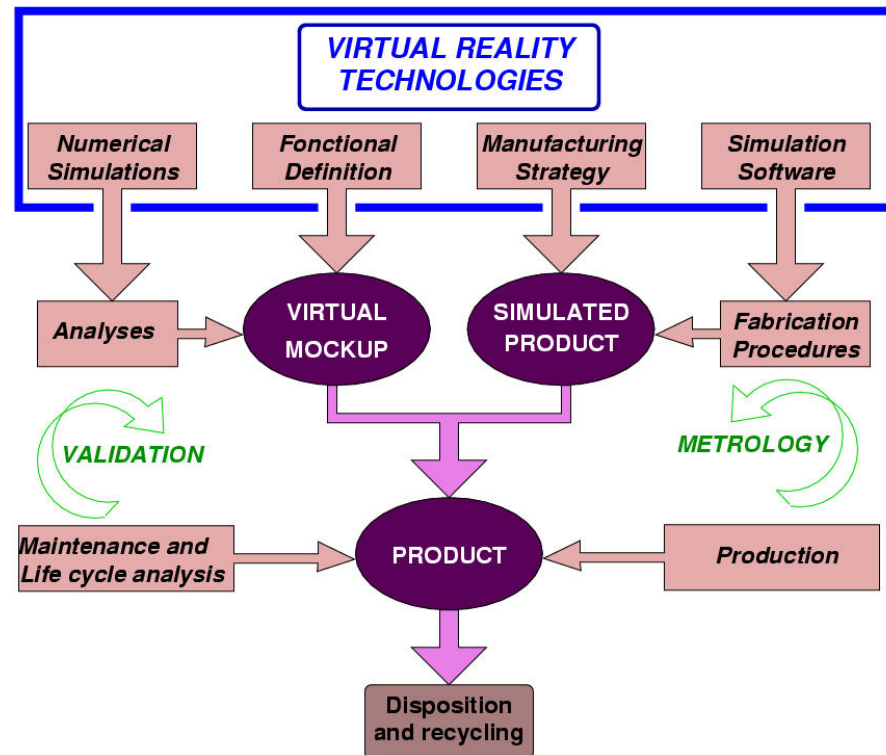 VIRTUAL REALITY
TECHNOLOGIES
Numerical
Simulations
Fonctional
Definition
Manufacturing
Strategy
Simulation
Software
Analyses
VIRTUAL
MOCKUP
SIMULATED
PRODUCT
Fabrication
Procedures
VALIDATION
METROLOGY
Maintenance and
Life cycle analysis
PRODUCT
Production
Disposition
and recycling